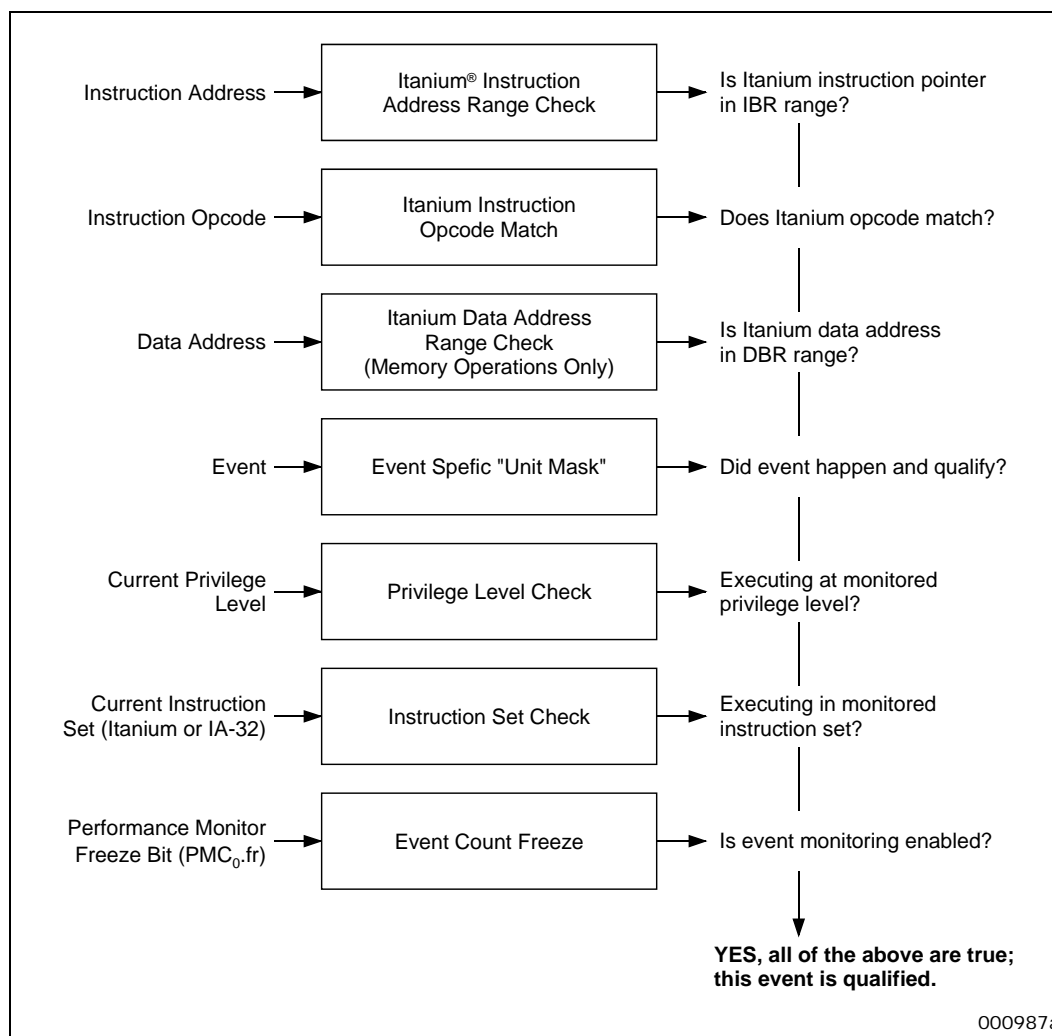 Instruction Address
Itanium® Instruction
Address Range Check
Is Itanium instruction pointer
in IBR range?
Instruction Opcode
Itanium Instruction
Opcode Match
Does Itanium opcode match?
Data Address
Itanium Data Address
Range Check
(Memory Operations Only)
Is Itanium data address
in DBR range?
Event
Event Spefic "Unit Mask"
Did event happen and qualify?
Current Privilege
Level
Privilege Level Check
Executing at monitored
privilege level?
Current Instruction
Set (Itanium or IA-32)
Instruction Set Check
Executing in monitored
instruction set?
Performance Monitor
Freeze Bit (PMC₀.fr)
Event Count Freeze
Is event monitoring enabled?
YES, all of the above are true;
this event is qualified.
000987a